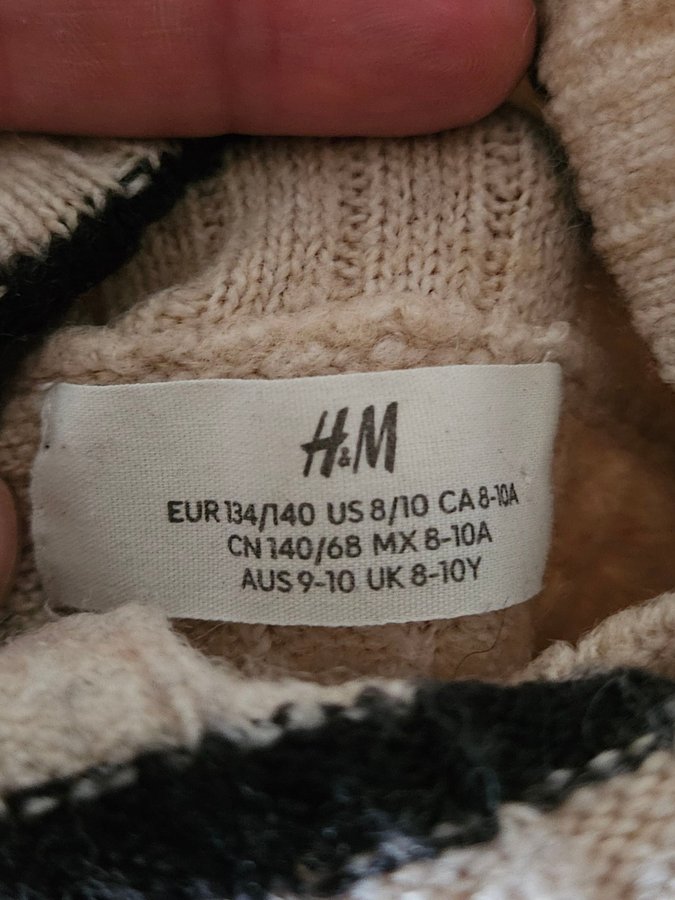 H&M
EUR 134/140 US 8/10 CA 8-10A
CN 140/68 MX 8-10A
AUS 9-10 UK 8-10Y